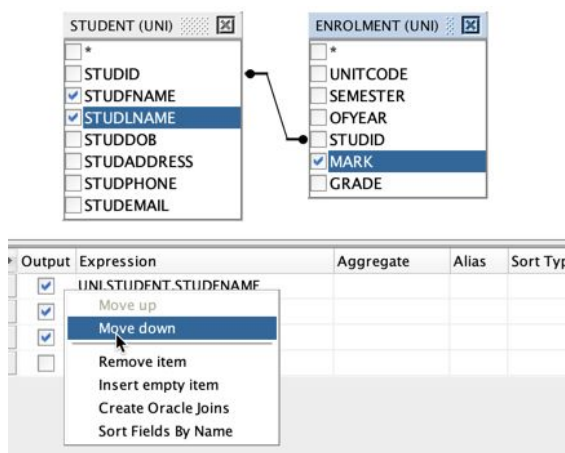 STUDENT (UNI)
*
STUDID
STUDFNAME
STUDLNAME
STUDDOB
STUDADDRESS
STUDPHONE
STUDEMAIL
ENROLMENT (UNI)
*
UNITCODE
SEMESTER
OFYEAR
STUDID
MARK
GRADE
Output Expression Aggregate Alias Sort Typ
UNI.STUDENT.STUDFNAME
Move up
Move down
Remove item
Insert empty item
Create Oracle Joins
Sort Fields By Name